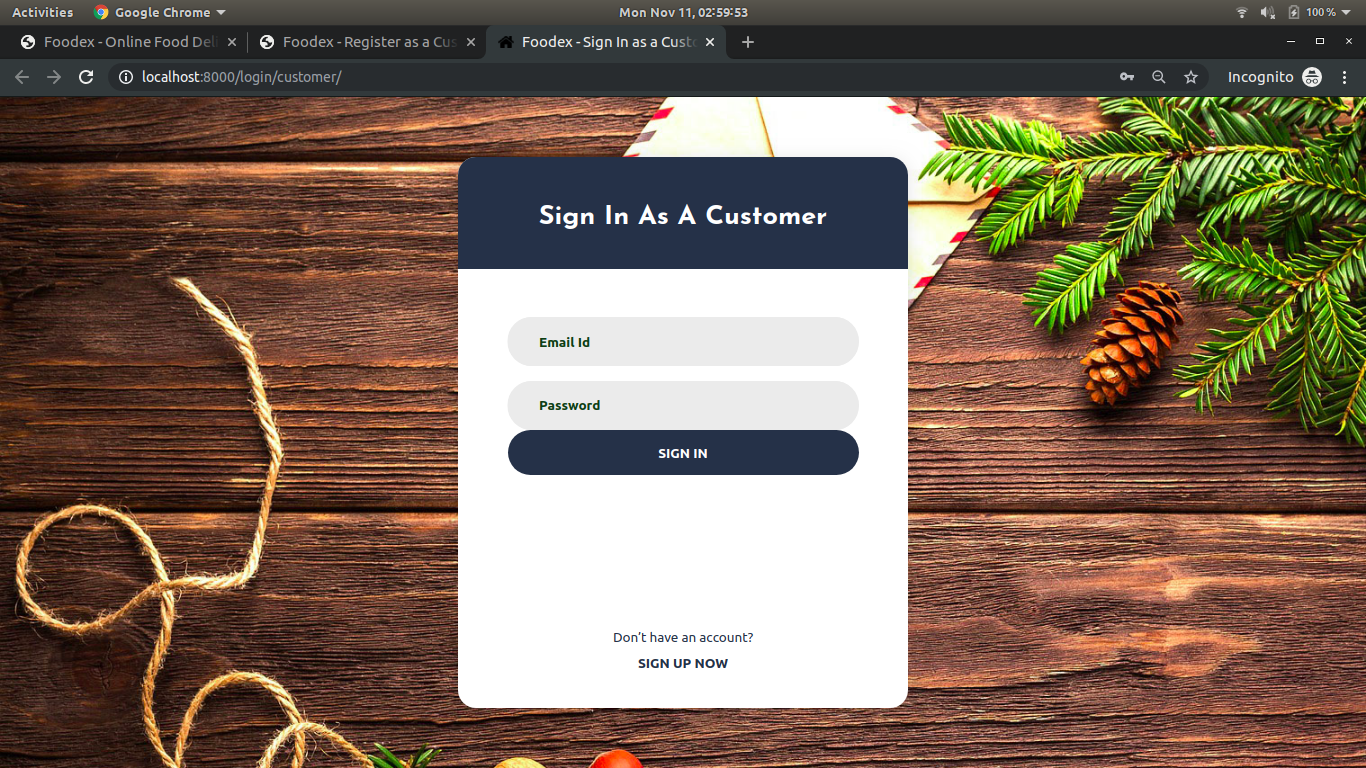 Activities Google Chrome Mon Nov 11, 02:59:53 100 %
Foodex - Online Food Del Foodex - Register as a Cus Foodex - Sign In as a Custo
localhost:8000/login/customer/ Incognito
Sign In As A Customer
Email Id
Password
SIGN IN
Don't have an account?
SIGN UP NOW